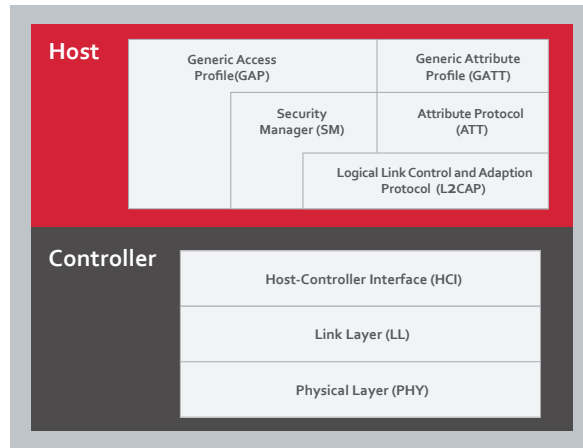 Host
Generic Access
Profile(GAP)
Generic Attribute
Profile (GATT)
Security
Manager (SM)
Attribute Protocol
(ATT)
Logical Link Control and Adaption
Protocol (L2CAP)
Controller
Host-Controller Interface (HCI)
Link Layer (LL)
Physical Layer (PHY)